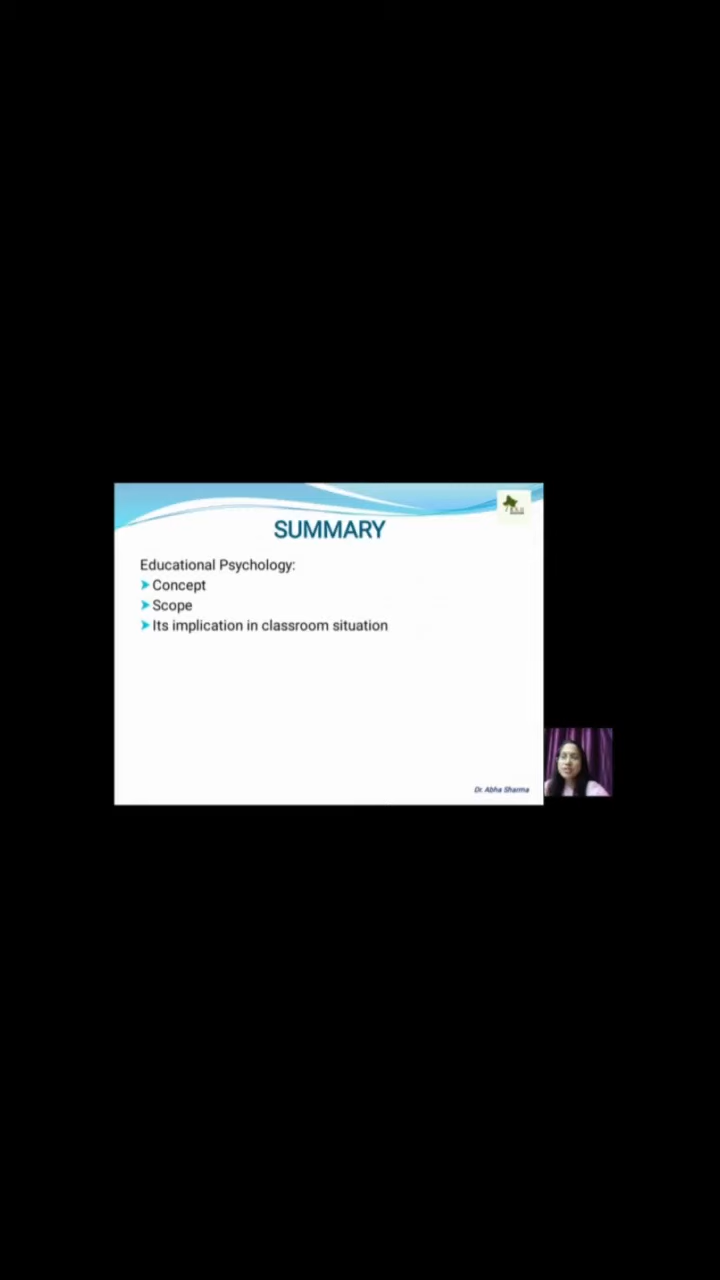 SUMMARY
Educational Psychology:
Concept
Scope
Its implication in classroom situation
Dr. Abha Sharma